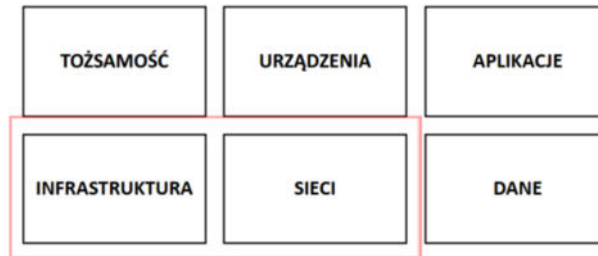 TOŻSAMOŚĆ
URZĄDZENIA
APLIKACJE
INFRASTRUKTURA
SIECI
DANE